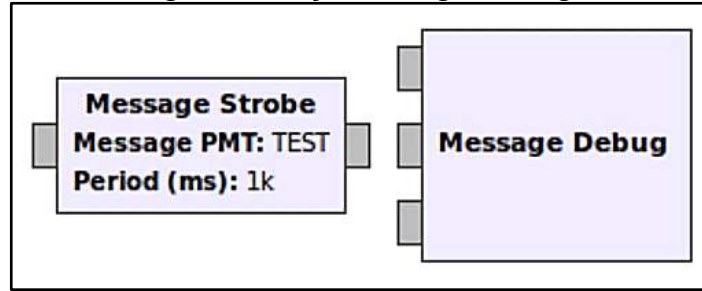 Message Strobe
Message PMT: TEST
Period (ms): 1k
Message Debug